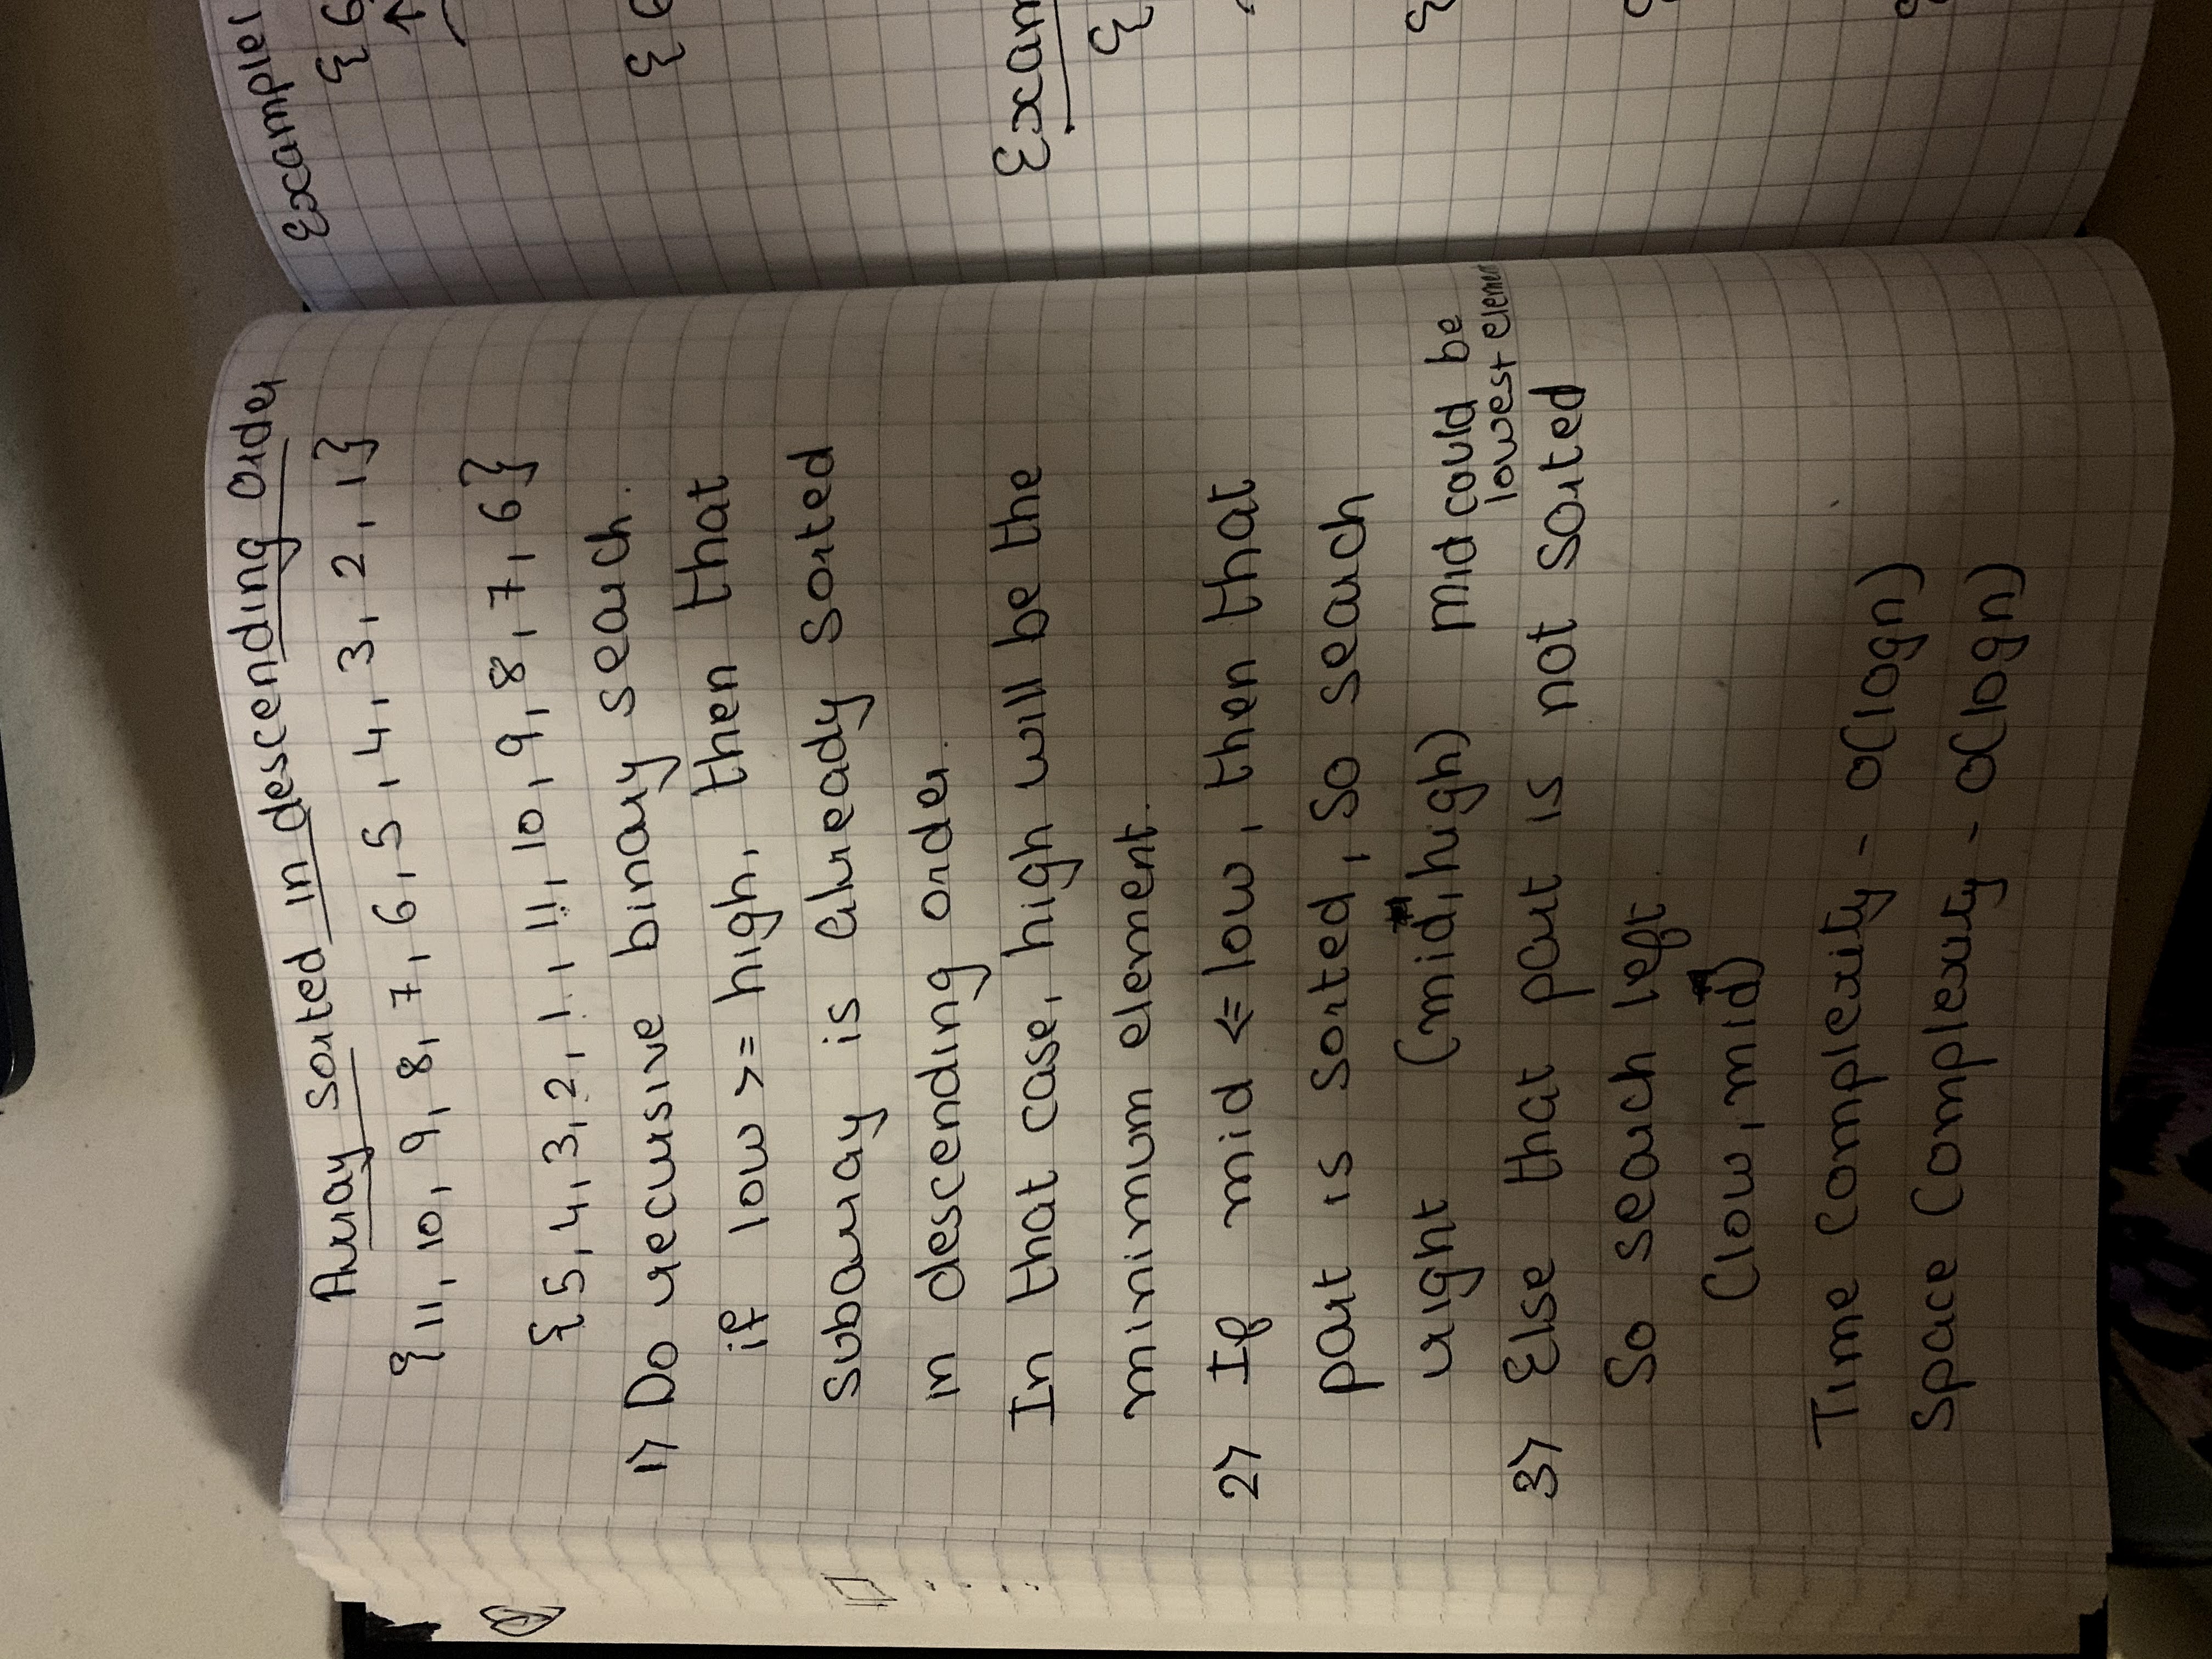 Array sorted in descending order
{11, 10, 9, 8, 7, 6, 5, 4, 3, 2, 1}
{5, 4, 3, 2, 1, 11, 10, 9, 8, 7, 6}
1) Do recursive binary search.
if low >= high, then that
subarray is already sorted
in descending order.
In that case, high will be the
minimum element.
2) If mid <= low, then that
part is sorted, so search
right (mid, high) mid could be
lowest element
3) Else that part is not sorted
So search left.
(low, mid)
Time Complexity - O(logn)
Space Complexity - O(logn)
Example1
{6
{6
Exam
{
{